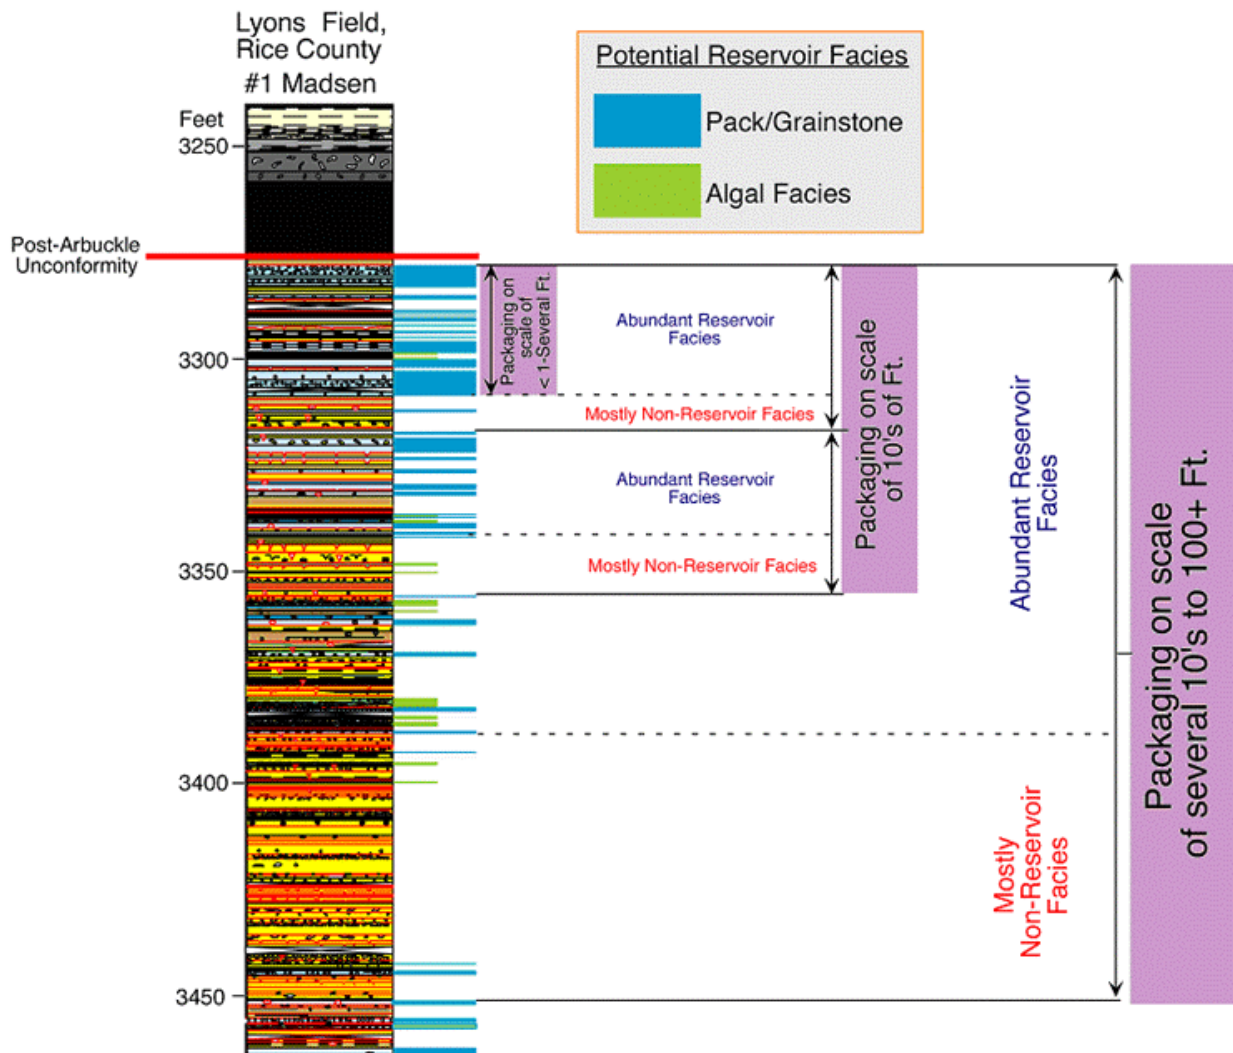 Lyons Field,
Rice County
#1 Madsen
Feet
3250
Post-Arbuckle
Unconformity
3300
3350
3400
3450
Potential Reservoir Facies
Pack/Grainstone
Algal Facies
Packaging on
scale of
< 1-Several Ft.
Abundant Reservoir
Facies
Mostly Non-Reservoir Facies
Abundant Reservoir
Facies
Mostly Non-Reservoir Facies
Packaging on scale
of 10's of Ft.
Abundant Reservoir
Facies
Mostly
Non-Reservoir
Facies
Packaging on scale
of several 10's to 100+ Ft.